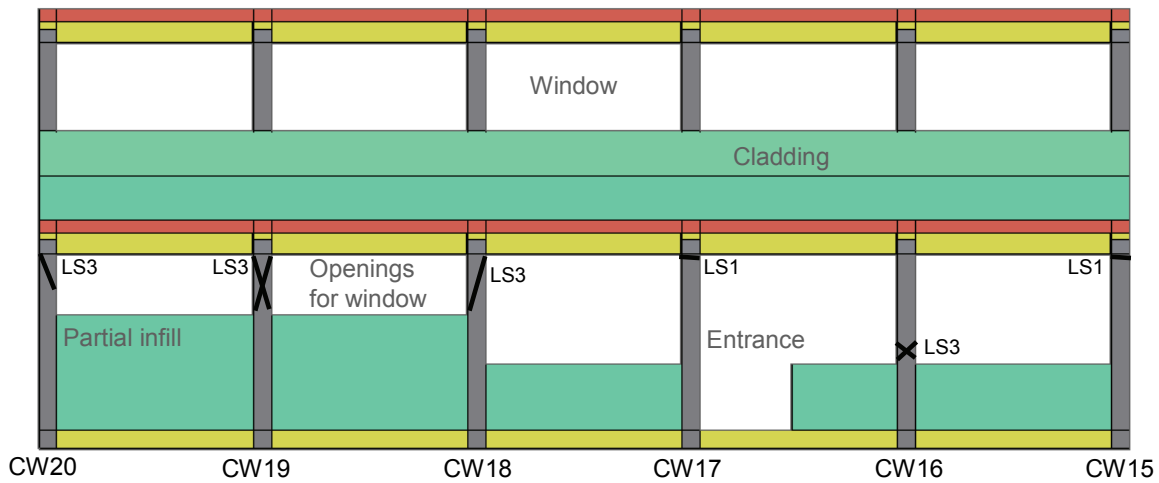 Window
Cladding
LS3
LS3
Openings
for window
LS3
LS1
LS1
Partial infill
Entrance
LS3
CW20
CW19
CW18
CW17
CW16
CW15